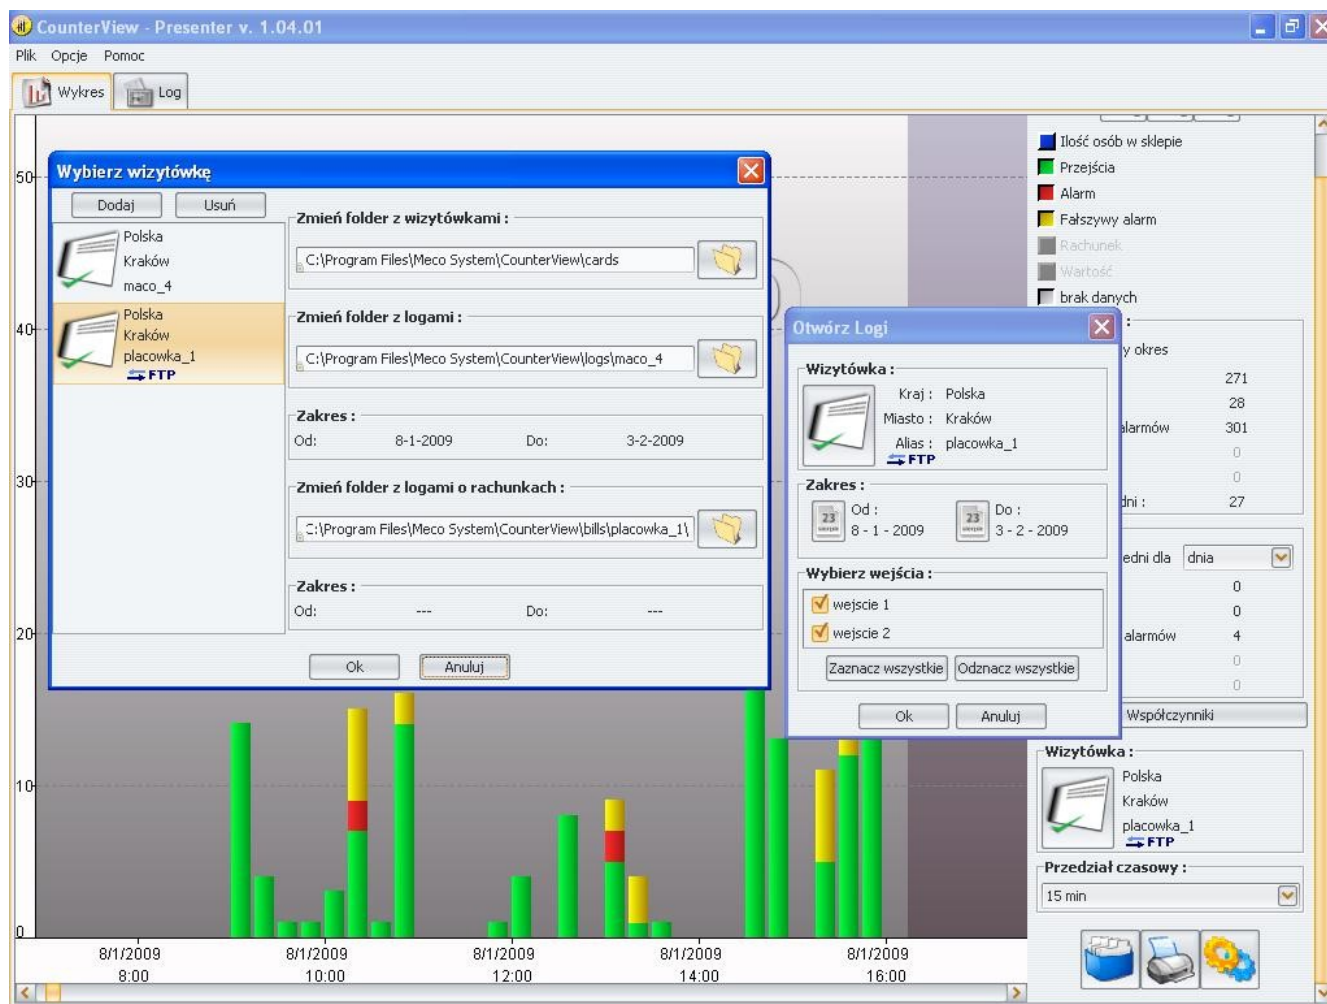 CounterView - Presenter v. 1.04.01
Plik Opcje Pomoc
Wykres Log
50
40
30
20
10
0
8/1/2009 8/1/2009 8/1/2009 8/1/2009 8/1/2009
8:00 10:00 12:00 14:00 16:00
Wybierz wizytówkę
Dodaj Usuń
Polska
Kraków
maco_4
Polska
Kraków
placowka_1
FTP
Zmień folder z wizytówkami :
C:\Program Files\Meco System\CounterView\cards
Zmień folder z logami :
C:\Program Files\Meco System\CounterView\logs\maco_4
Zakres :
Od: 8-1-2009 Do: 3-2-2009
Zmień folder z logami o rachunkach :
C:\Program Files\Meco System\CounterView\bills\placowka_1\
Zakres :
Od: --- Do: ---
Ok Anuluj
Otwórz Logi
Wizytówka :
Kraj : Polska
Miasto : Kraków
Alias : placowka_1
FTP
Zakres :
23 Od :
8 - 1 - 2009
23 Do :
3 - 2 - 2009
Wybierz wejścia :
wejscie 1
wejscie 2
Zaznacz wszystkie Odznacz wszystkie
Ok Anuluj
Ilość osób w sklepie
Przejścia
Alarm
Fałszywy alarm
Rachunek
Wartość
brak danych
:
y okres
271
28
alarmów 301
0
0
dni : 27
edni dla dnia
0
0
alarmów 4
0
0
Współczynniki
Wizytówka :
Polska
Kraków
placowka_1
FTP
Przedział czasowy :
15 min